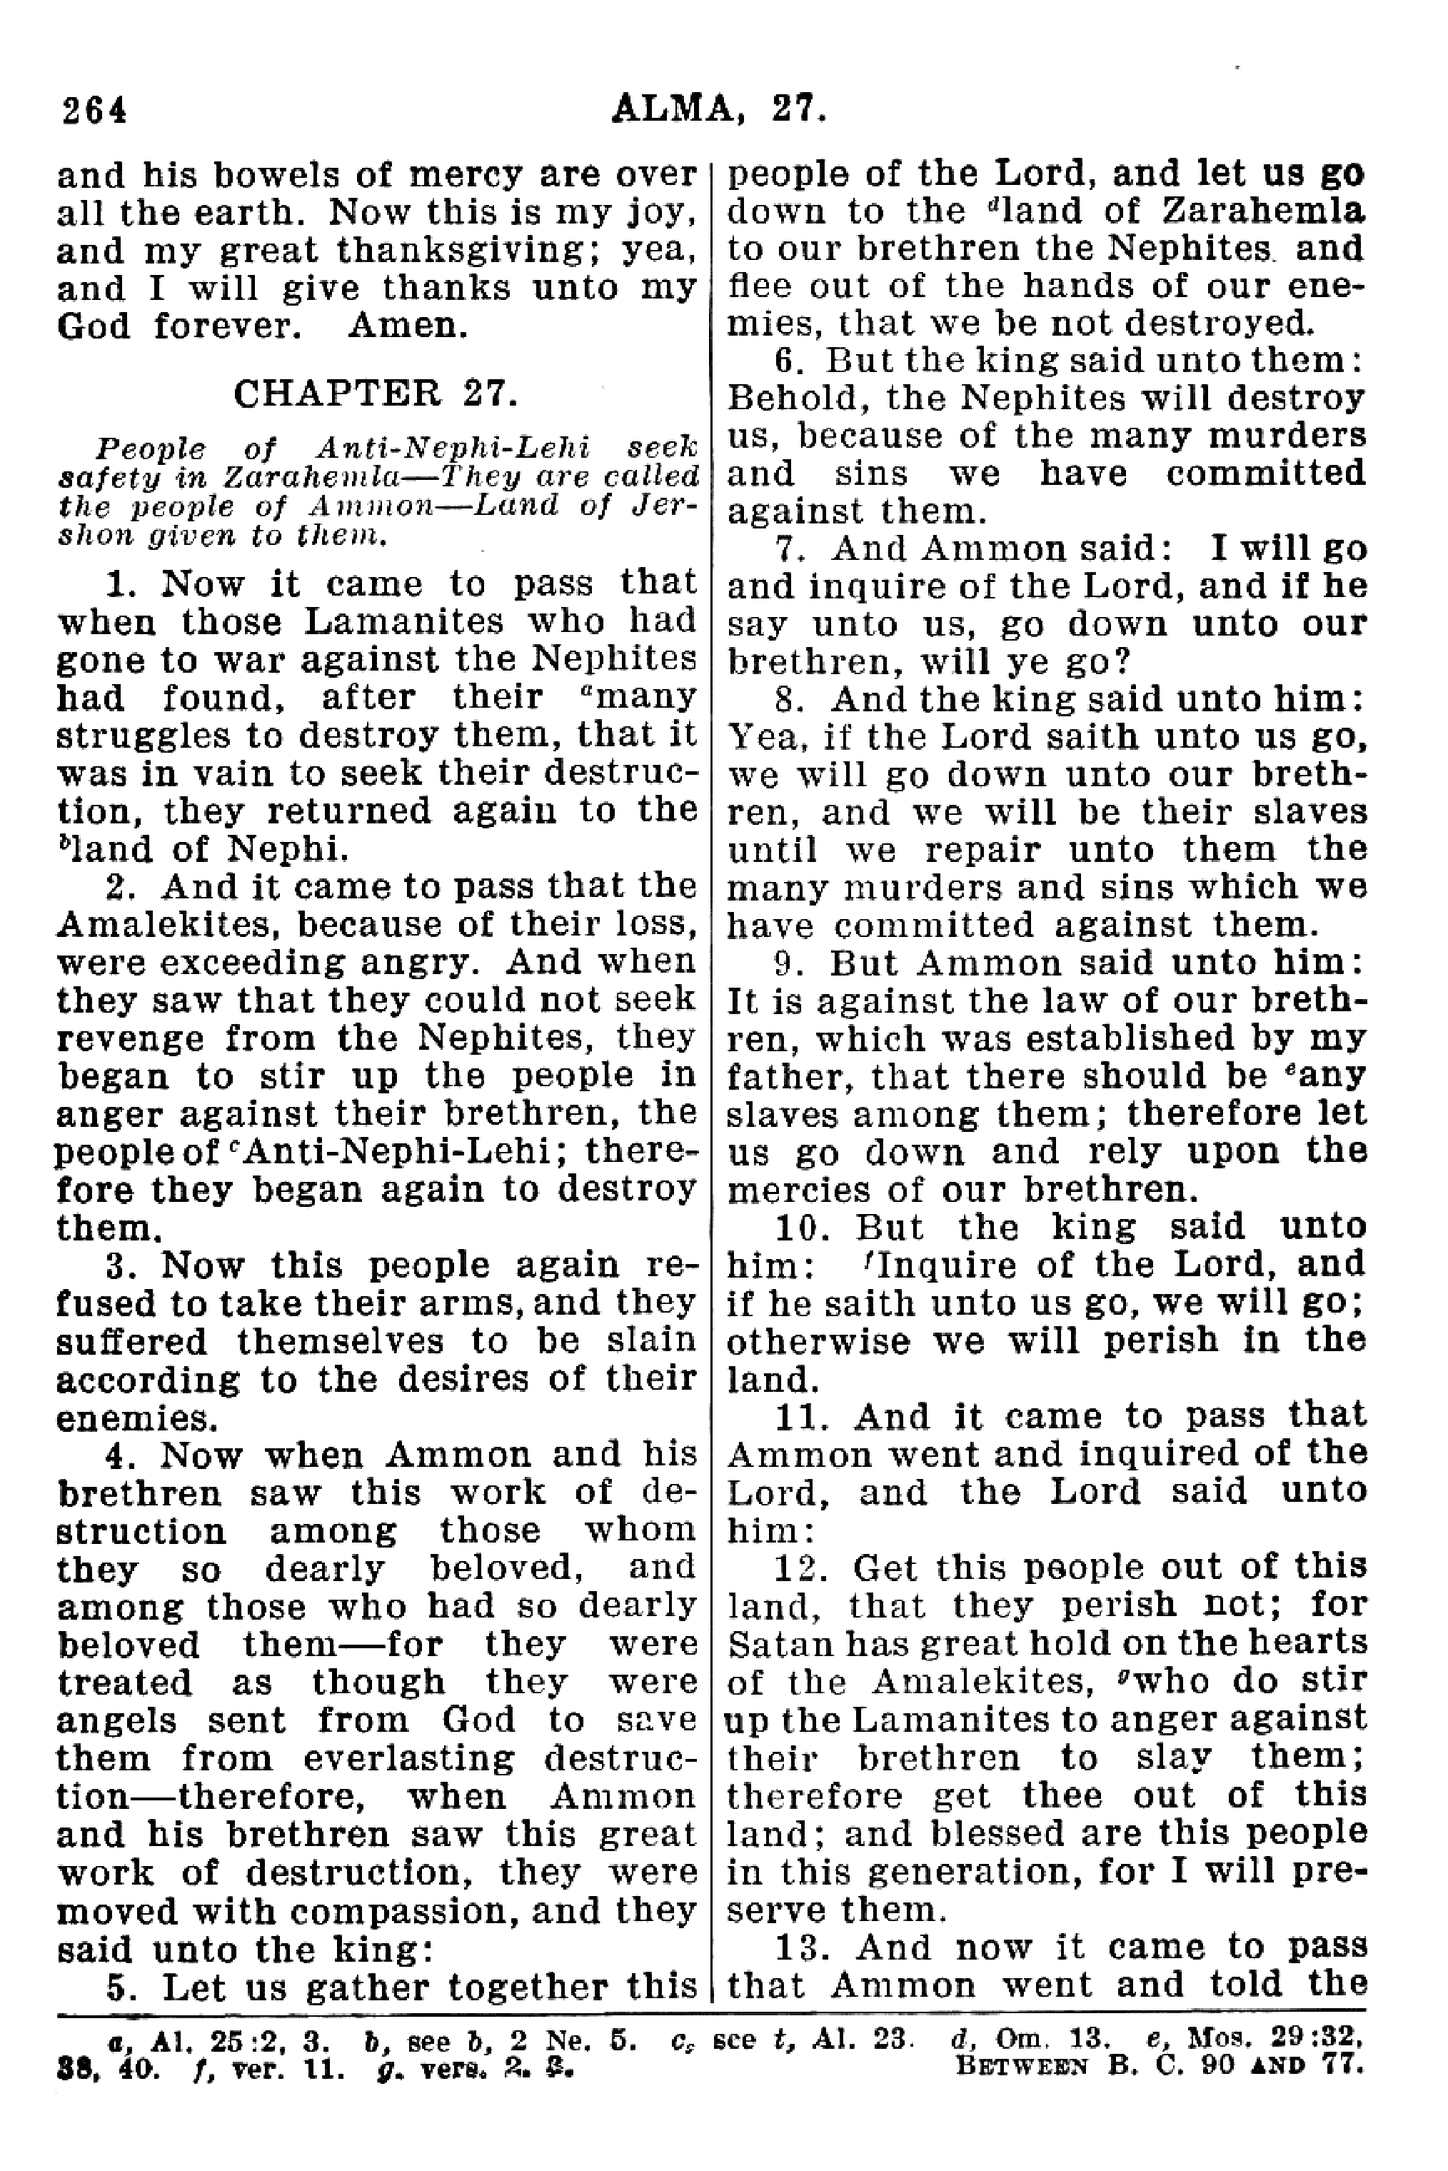 264
ALMA, 27.
and his bowels of mercy are over
all the earth. Now this is my joy,
and my great thanksgiving; yea,
and I will give thanks unto my
God forever. Amen.
CHAPTER 27.
People of Anti-Nephi-Lehi seek
safety in Zarahemla—They are called
the people of Ammon—Land of Jer-
shon given to them.
1. Now it came to pass that
when those Lamanites who had
gone to war against the Nephites
had found, after their ᵃmany
struggles to destroy them, that it
was in vain to seek their destruc-
tion, they returned again to the
ᵇland of Nephi.
2. And it came to pass that the
Amalekites, because of their loss,
were exceeding angry. And when
they saw that they could not seek
revenge from the Nephites, they
began to stir up the people in
anger against their brethren, the
people of ᶜAnti-Nephi-Lehi; there-
fore they began again to destroy
them.
3. Now this people again re-
fused to take their arms, and they
suffered themselves to be slain
according to the desires of their
enemies.
4. Now when Ammon and his
brethren saw this work of de-
struction among those whom
they so dearly beloved, and
among those who had so dearly
beloved them—for they were
treated as though they were
angels sent from God to save
them from everlasting destruc-
tion—therefore, when Ammon
and his brethren saw this great
work of destruction, they were
moved with compassion, and they
said unto the king:
5. Let us gather together this
people of the Lord, and let us go
down to the ᵈland of Zarahemla
to our brethren the Nephites. and
flee out of the hands of our ene-
mies, that we be not destroyed.
6. But the king said unto them:
Behold, the Nephites will destroy
us, because of the many murders
and sins we have committed
against them.
7. And Ammon said: I will go
and inquire of the Lord, and if he
say unto us, go down unto our
brethren, will ye go?
8. And the king said unto him:
Yea, if the Lord saith unto us go,
we will go down unto our breth-
ren, and we will be their slaves
until we repair unto them the
many murders and sins which we
have committed against them.
9. But Ammon said unto him:
It is against the law of our breth-
ren, which was established by my
father, that there should be ᵉany
slaves among them; therefore let
us go down and rely upon the
mercies of our brethren.
10. But the king said unto
him: ᶠInquire of the Lord, and
if he saith unto us go, we will go;
otherwise we will perish in the
land.
11. And it came to pass that
Ammon went and inquired of the
Lord, and the Lord said unto
him:
12. Get this people out of this
land, that they perish not; for
Satan has great hold on the hearts
of the Amalekites, ᵍwho do stir
up the Lamanites to anger against
their brethren to slay them;
therefore get thee out of this
land; and blessed are this people
in this generation, for I will pre-
serve them.
13. And now it came to pass
that Ammon went and told the
a, Al. 25:2, 3. b, see b, 2 Ne. 5. c, see t, Al. 23. d, Om. 13. e, Mos. 29:32,
38, 40. f, ver. 11. g. vers. 2. 3.
BETWEEN B. C. 90 AND 77.